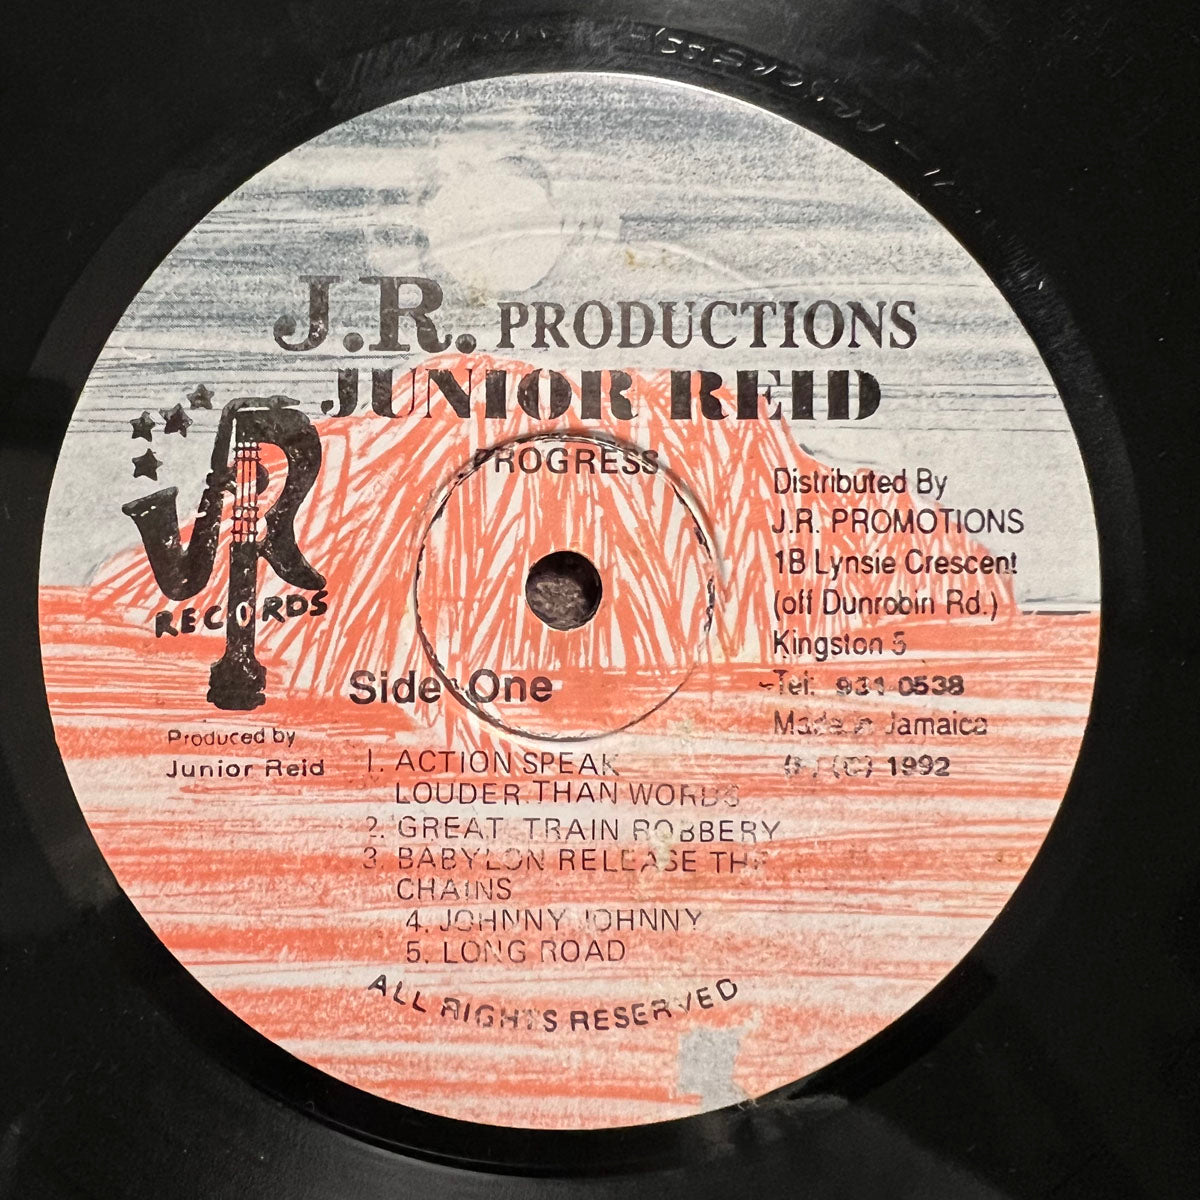 J.R. PRODUCTIONS
JUNIOR REID
PROGRESS
JR
RECORDS
Distributed By
J.R. PROMOTIONS
1B Lynsie Crescent
(off Dunrobin Rd.)
Kingston 5
Tel: 931-0538
Made in Jamaica
(P) (C) 1992
Side One
Produced by
Junior Reid
1. ACTION SPEAK
LOUDER THAN WORDS
2. GREAT TRAIN ROBBERY
3. BABYLON RELEASE THE
CHAINS
4. JOHNNY JOHNNY
5. LONG ROAD
ALL RIGHTS RESERVED